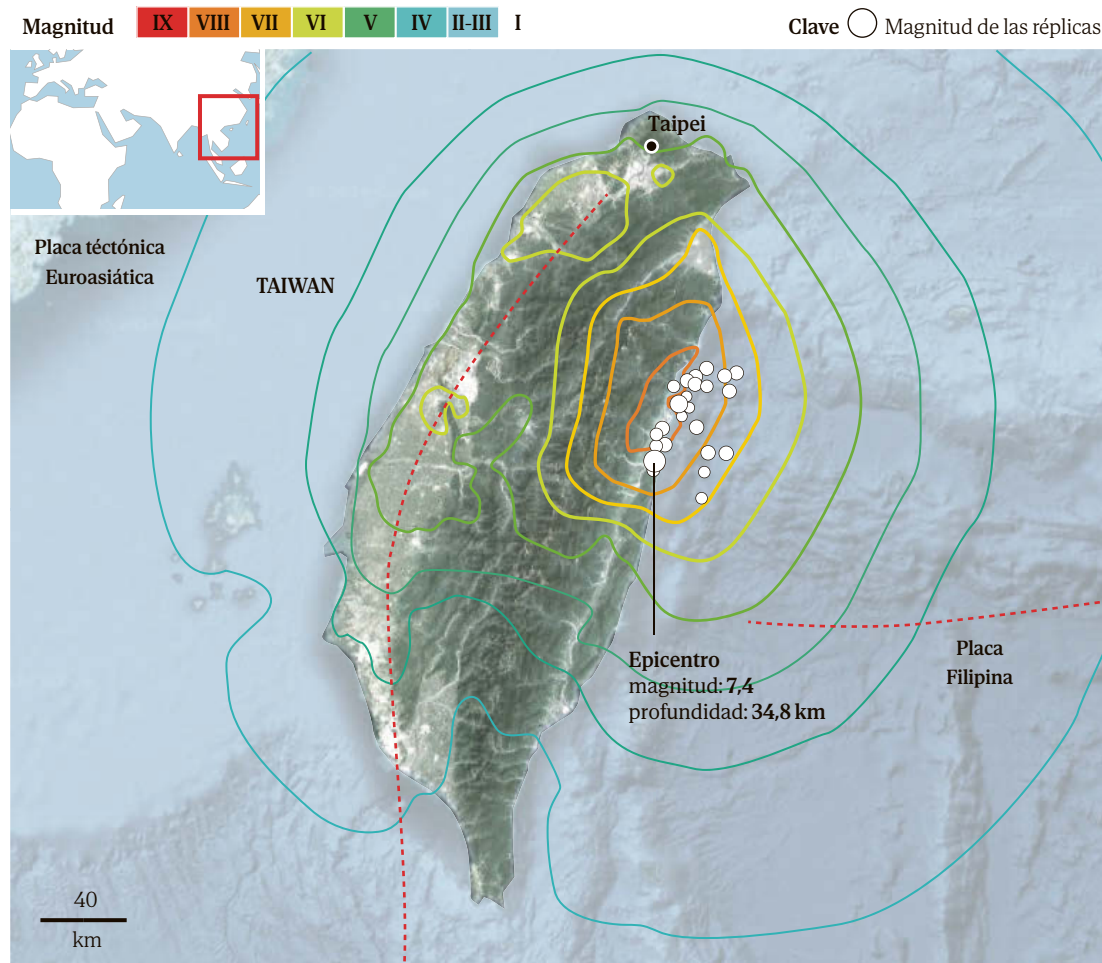 Magnitud IX VIII VII VI V IV II-III I
Clave Magnitud de las réplicas
Taipei
Placa téctónica
Euroasiática
TAIWAN
Epicentro
magnitud: 7,4
profundidad: 34,8 km
Placa
Filipina
40
km